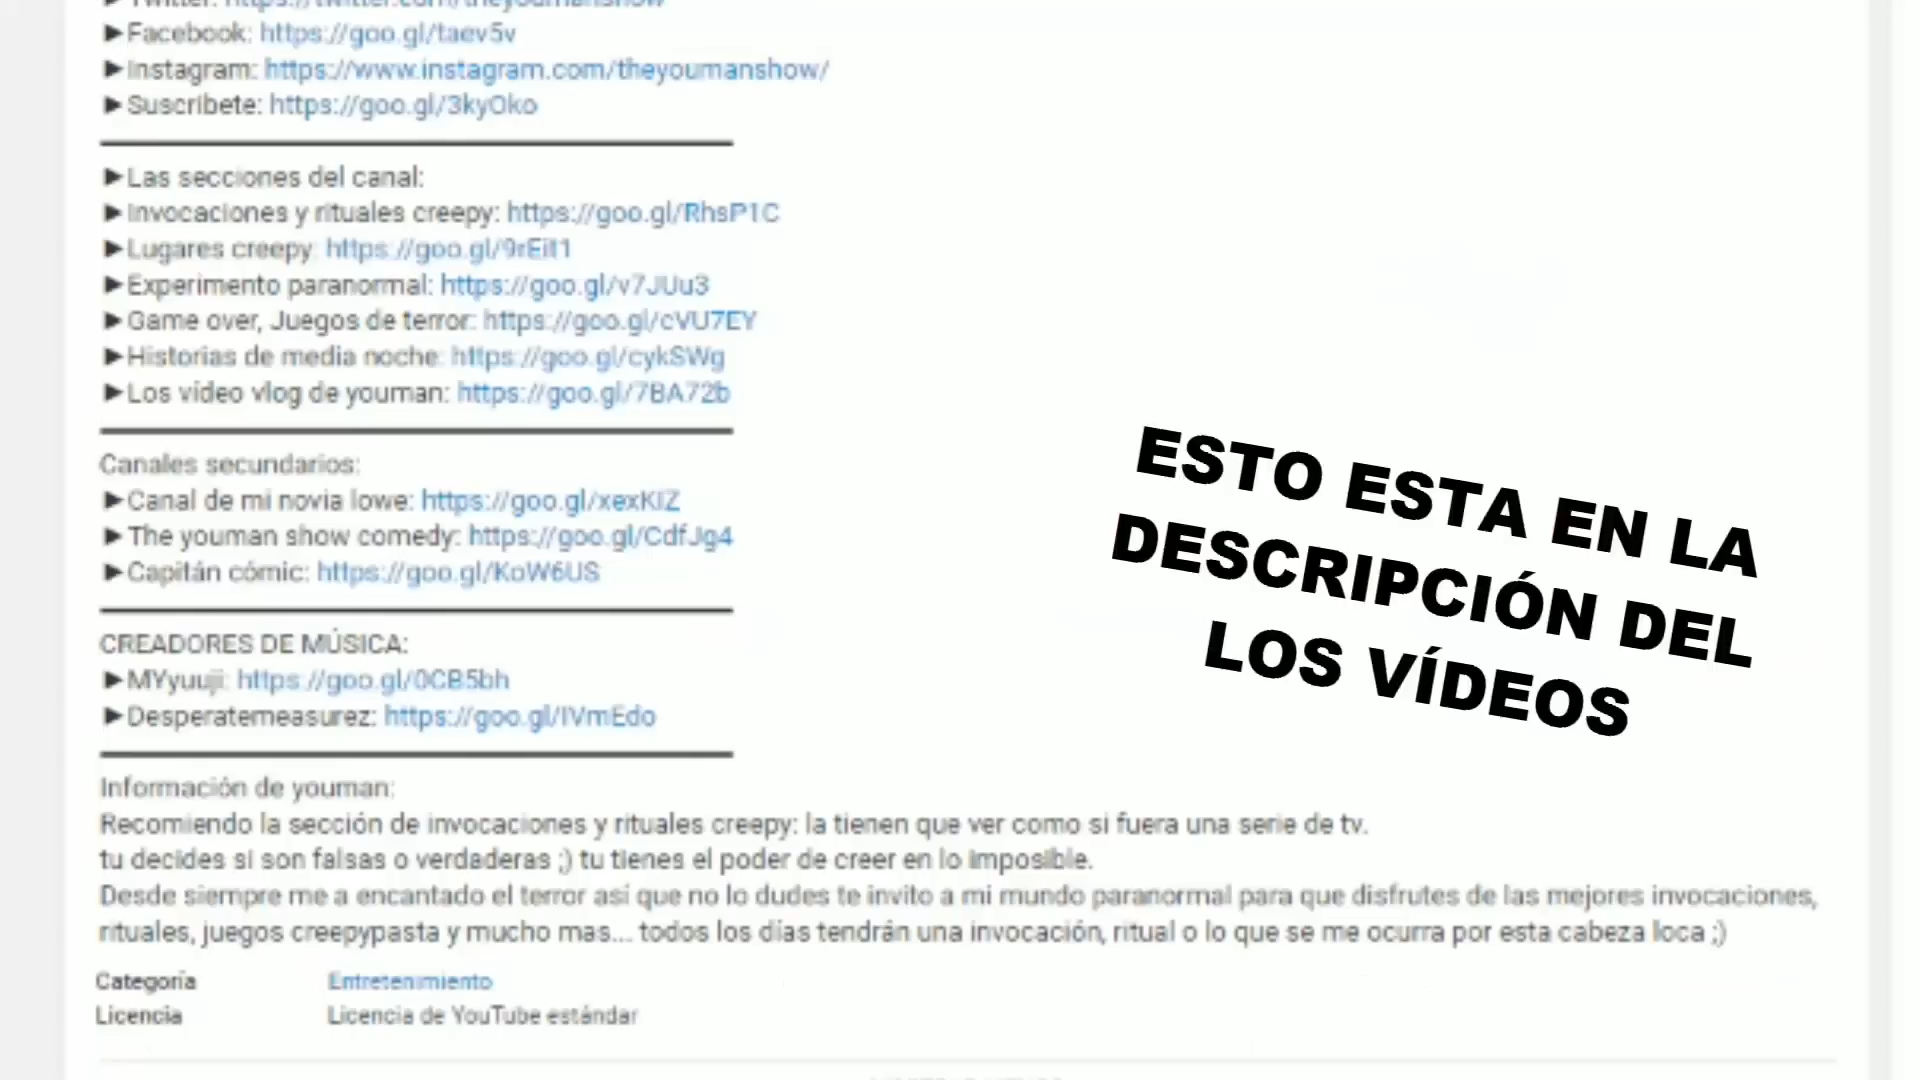 ►Twitter: https://twitter.com/theyoumanshow
►Facebook: https://goo.gl/taev5v
►Instagram: https://www.instagram.com/theyoumanshow/
►Suscribete: https://goo.gl/3kyOko
►Las secciones del canal:
►Invocaciones y rituales creepy: https://goo.gl/RhsP1C
►Lugares creepy: https://goo.gl/9rEit1
►Experimento paranormal: https://goo.gl/v7JUu3
►Game over, Juegos de terror: https://goo.gl/cVU7EY
►Historias de media noche: https://goo.gl/cykSWg
►Los vídeo vlog de youman: https://goo.gl/7BA72b
Canales secundarios:
►Canal de mi novia lowe: https://goo.gl/xexKIZ
►The youman show comedy: https://goo.gl/CdfJg4
►Capitán cómic: https://goo.gl/KoW6US
CREADORES DE MÚSICA:
►MYyuuji: https://goo.gl/0CB5bh
►Desperatemeasurez: https://goo.gl/IVmEdo
Información de youman:
Recomiendo la sección de invocaciones y rituales creepy: la tienen que ver como si fuera una serie de tv.
tu decides si son falsas o verdaderas ;) tu tienes el poder de creer en lo imposible.
Desde siempre me a encantado el terror así que no lo dudes te invito a mi mundo paranormal para que disfrutes de las mejores invocaciones,
rituales, juegos creepypasta y mucho mas... todos los días tendrán una invocación, ritual o lo que se me ocurra por esta cabeza loca ;)
Categoría Entretenimiento
Licencia Licencia de YouTube estándar
ESTO ESTA EN LA
DESCRIPCIÓN DEL
LOS VÍDEOS